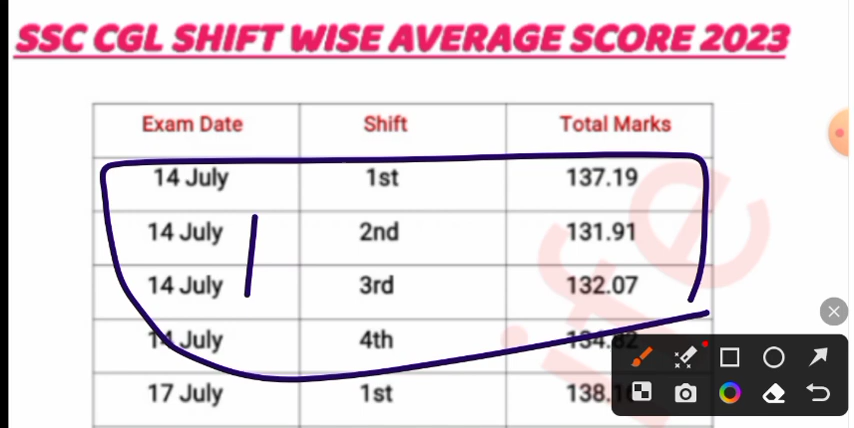 SSC CGL SHIFT WISE AVERAGE SCORE 2023
Exam Date Shift Total Marks
14 July 1st 137.19
14 July 2nd 131.91
14 July 3rd 132.07
14 July 4th
17 July 1st